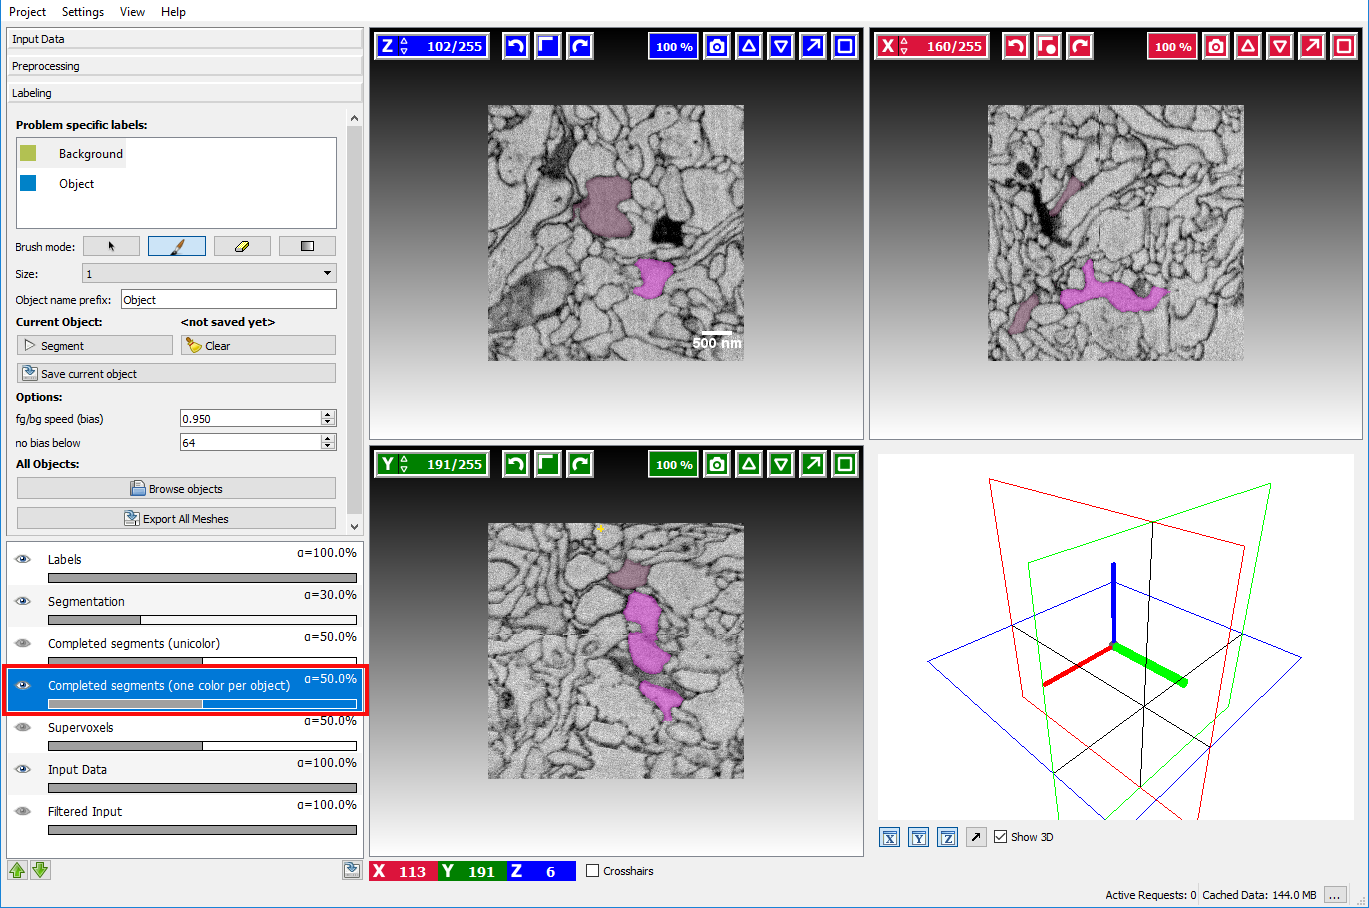 Project Settings View Help
Input Data
Preprocessing
Labeling
Problem specific labels:
Background
Object
Brush mode:
Size: 1
Object name prefix: Object
Current Object: <not saved yet>
Segment Clear
Save current object
Options:
fg/bg speed (bias) 0.950
no bias below 64
All Objects:
Browse objects
Export All Meshes
Labels α=100.0%
Segmentation α=30.0%
Completed segments (unicolor) α=50.0%
Completed segments (one color per object) α=50.0%
Supervoxels α=50.0%
Input Data α=100.0%
Filtered Input α=100.0%
Z 102/255 100 %
500 nm
X 160/255 100 %
Y 191/255 100 %
X Y Z Show 3D
X 113 Y 191 Z 6 Crosshairs
Active Requests: 0 Cached Data: 144.0 MB ...